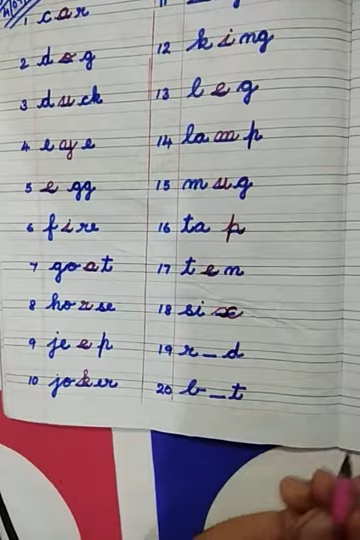 1 car
2 dog
3 duck
4 eye
5 egg
6 fire
7 goat
8 horse
9 jeep
10 joker
11
12 king
13 leg
14 lamp
15 mug
16 tap
17 ten
18 six
19 r_d
20 b_t